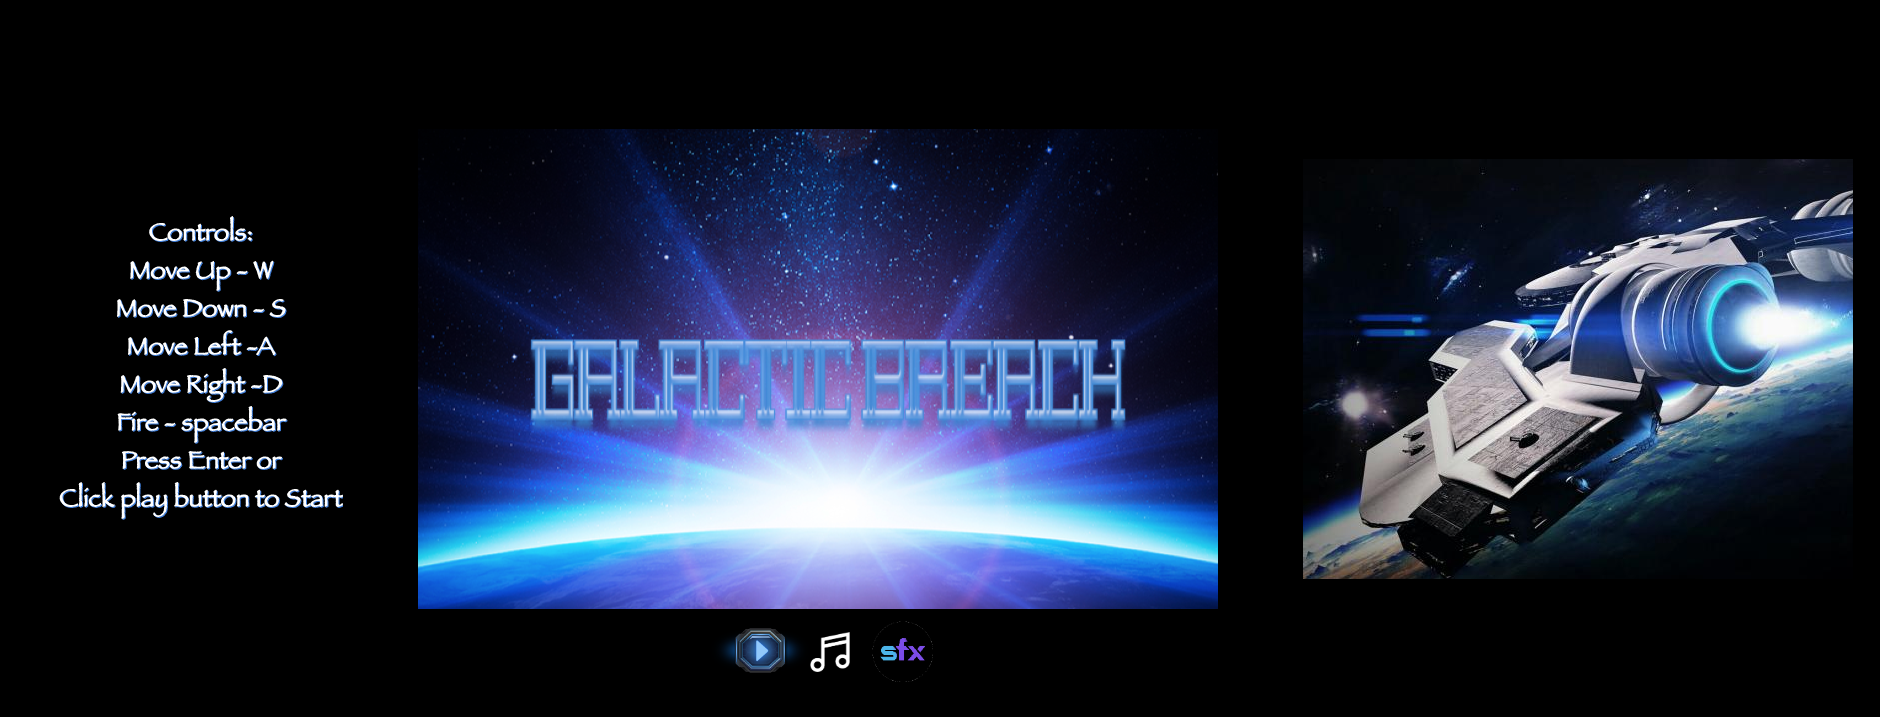 Controls:
Move Up - W
Move Down - S
Move Left -A
Move Right -D
Fire - spacebar
Press Enter or
Click play button to Start
GALACTIC BREACH
sfx